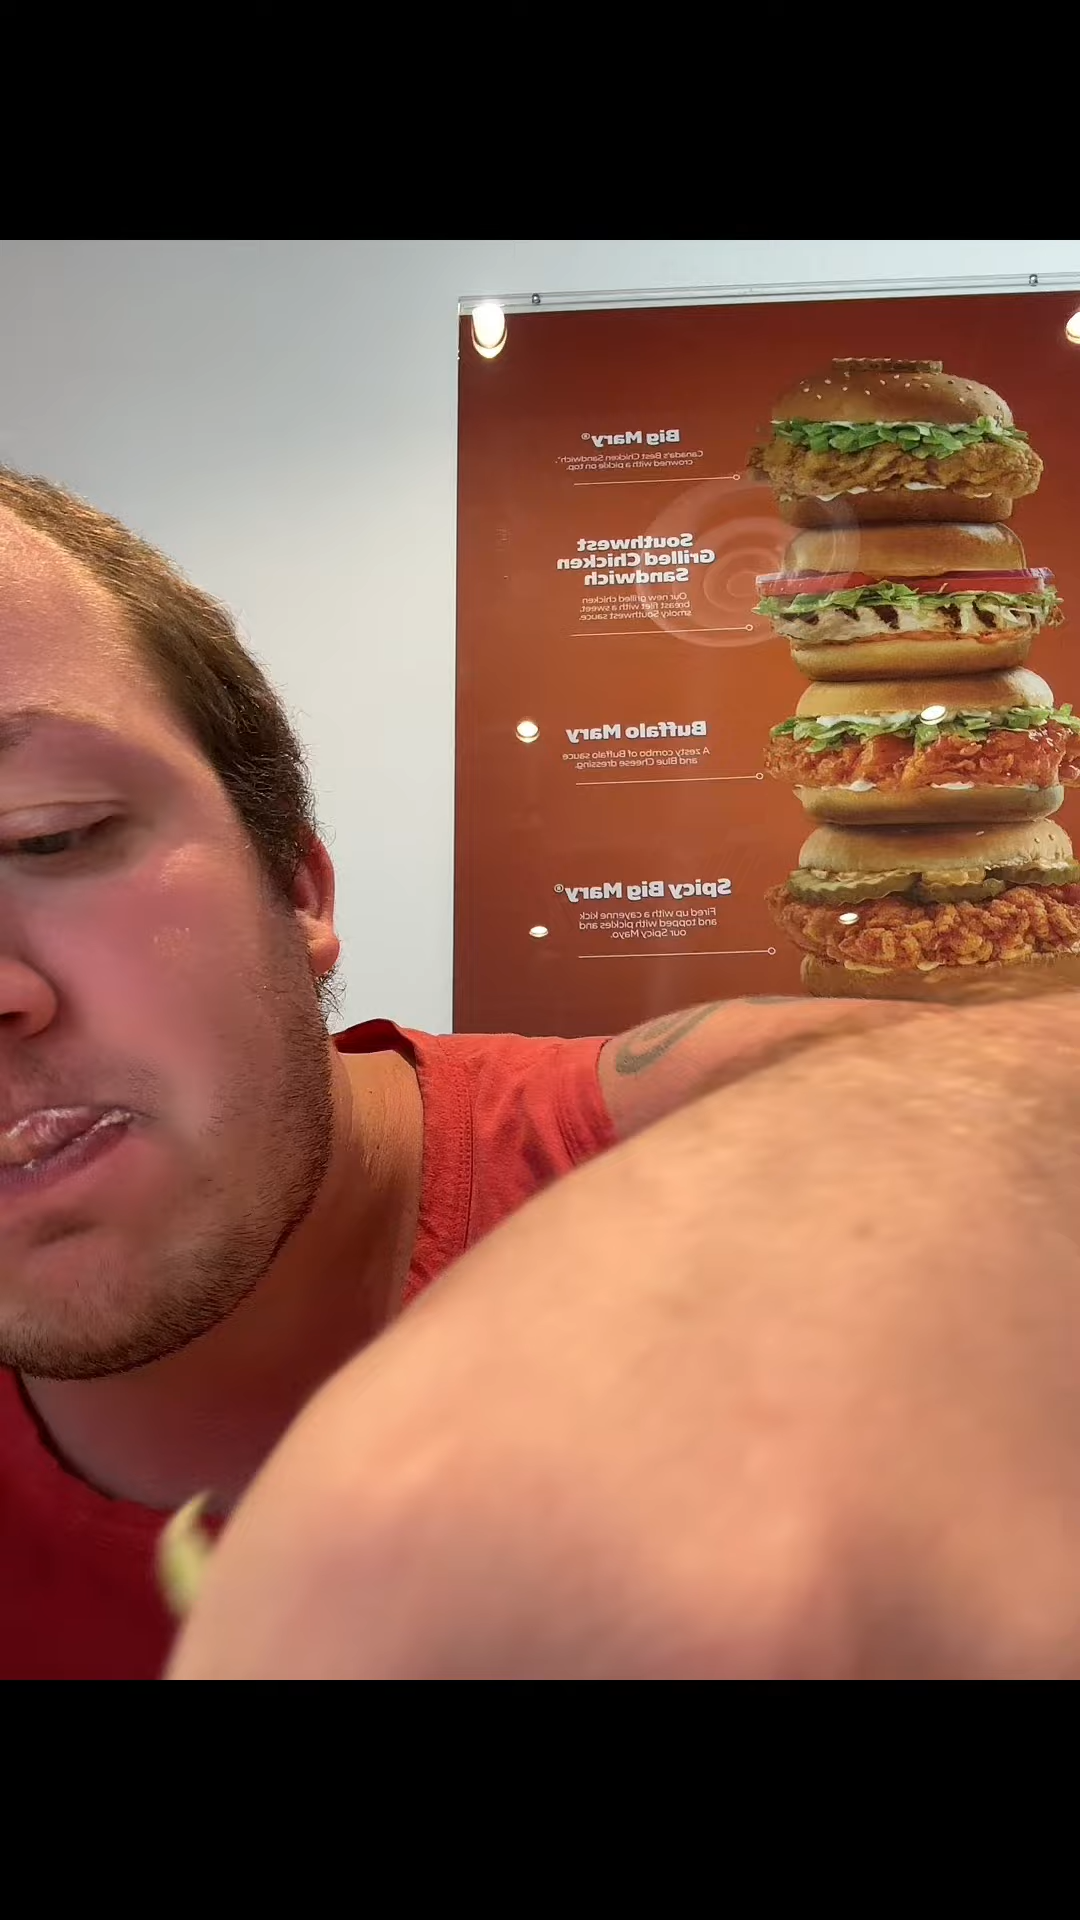 Big Mary®
Canada's Best Chicken Sandwich",
crowned with a pickle on top.
Southwest
Grilled Chicken
Sandwich
Our new grilled chicken
breast filet with a sweet,
smoky Southwest sauce.
Buffalo Mary
A zesty combo of Buffalo sauce
and Blue Cheese dressing.
Spicy Big Mary®
Fired up with a cayenne kick
and topped with pickles and
our Spicy Mayo.